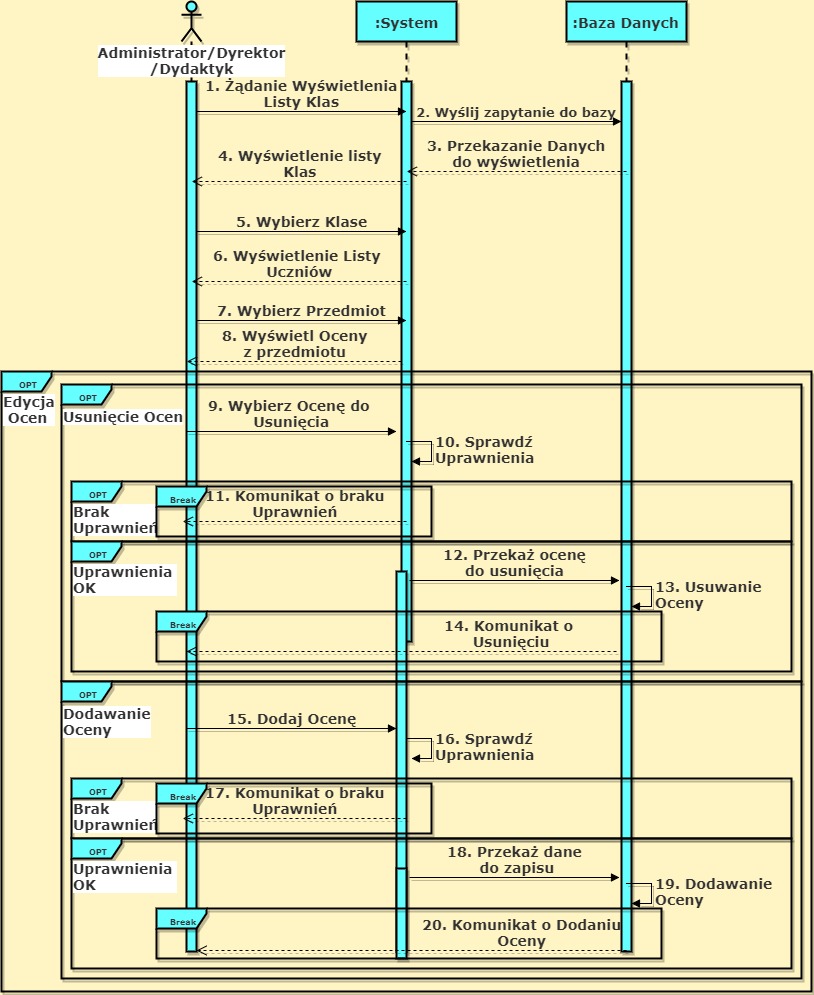 :System
:Baza Danych
Administrator/Dyrektor
/Dydaktyk
1. Żądanie Wyświetlenia
Listy Klas
2. Wyślij zapytanie do bazy
3. Przekazanie Danych
do wyświetlenia
4. Wyświetlenie listy
Klas
5. Wybierz Klase
6. Wyświetlenie Listy
Uczniów
7. Wybierz Przedmiot
8. Wyświetl Oceny
z przedmiotu
OPT
Edycja
Ocen
OPT
Usunięcie Ocen
9. Wybierz Ocenę do
Usunięcia
10. Sprawdź
Uprawnienia
OPT
Brak
Uprawnień
Break
11. Komunikat o braku
Uprawnień
OPT
Uprawnienia
OK
12. Przekaż ocenę
do usunięcia
13. Usuwanie
Oceny
Break
14. Komunikat o
Usunięciu
OPT
Dodawanie
Oceny
15. Dodaj Ocenę
16. Sprawdź
Uprawnienia
OPT
Brak
Uprawnień
Break
17. Komunikat o braku
Uprawnień
OPT
Uprawnienia
OK
18. Przekaż dane
do zapisu
19. Dodawanie
Oceny
Break
20. Komunikat o Dodaniu
Oceny